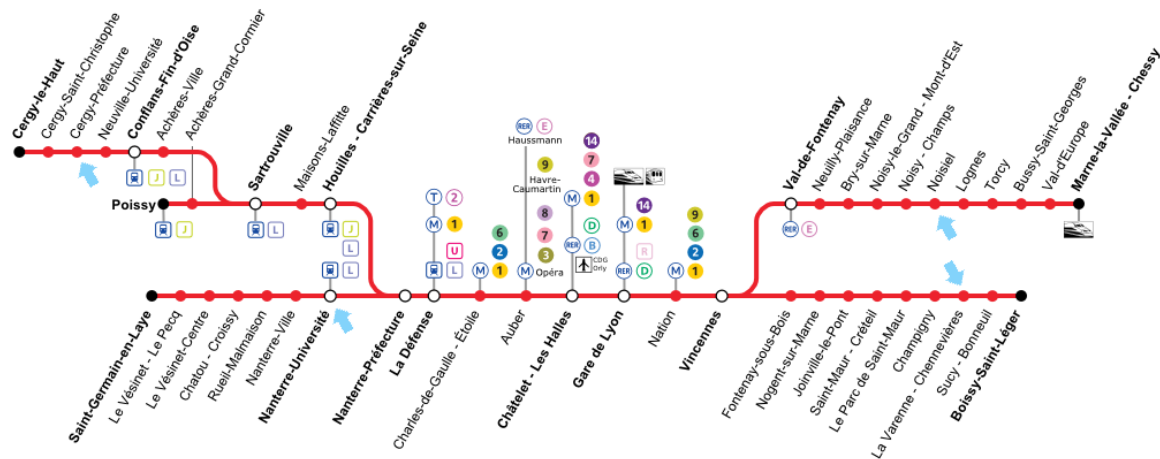 Cergy-le-Haut
Cergy-Saint-Christophe
Cergy-Préfecture
Neuville-Université
Conflans-Fin-d'Oise
Achères-Ville
Achères-Grand-Cormier
J
L
Poissy
J
Sartrouville
L
Maisons-Laffitte
Houilles - Carrières-sur-Seine
J
L
L
Saint-Germain-en-Laye
Le Vésinet - Le Pecq
Le Vésinet-Centre
Chatou - Croissy
Rueil-Malmaison
Nanterre-Ville
Nanterre-Université
Nanterre-Préfecture
La Défense
T 2
M 1
U
L
Charles-de-Gaulle - Étoile
6
2
M 1
Auber
RER E
Haussmann
9
Havre-
Caumartin
8
7
3
M Opéra
Châtelet - Les Halles
14
7
4
M 1
D
RER B
CDG
Orly
Gare de Lyon
14
M 1
R
RER D
Nation
9
6
2
M 1
Vincennes
Val-de-Fontenay
RER E
Neuilly-Plaisance
Bry-sur-Marne
Noisy-le-Grand - Mont-d'Est
Noisy - Champs
Noisiel
Lognes
Torcy
Bussy-Saint-Georges
Val-d'Europe
Marne-la-Vallée - Chessy
Fontenay-sous-Bois
Nogent-sur-Marne
Joinville-le-Pont
Saint-Maur - Créteil
Le Parc de Saint-Maur
Champigny
La Varenne - Chennevières
Sucy - Bonneuil
Boissy-Saint-Léger